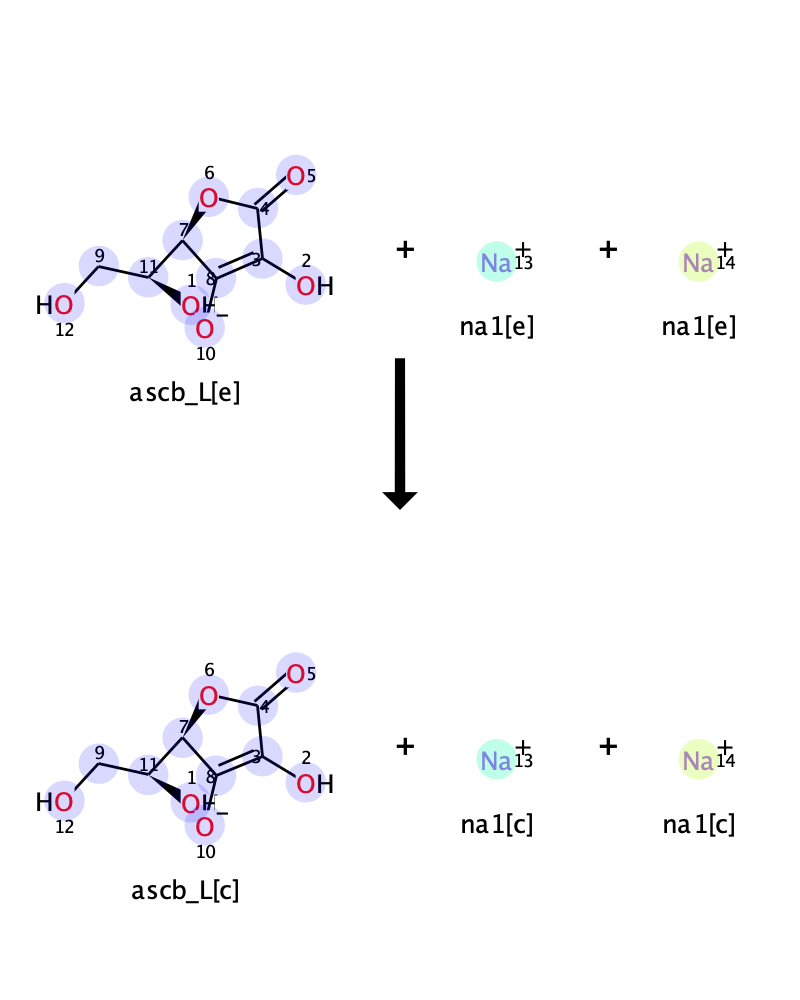 6
O
O5
4
7
9
11
1
8
3
2
OH
HO
12
OH
−
O
10
+
Na+13
+
Na+14
na1[e]
na1[e]
ascb_L[e]
6
O
O5
4
7
9
11
1
8
3
2
OH
HO
12
OH
−
O
10
+
Na+13
+
Na+14
na1[c]
na1[c]
ascb_L[c]